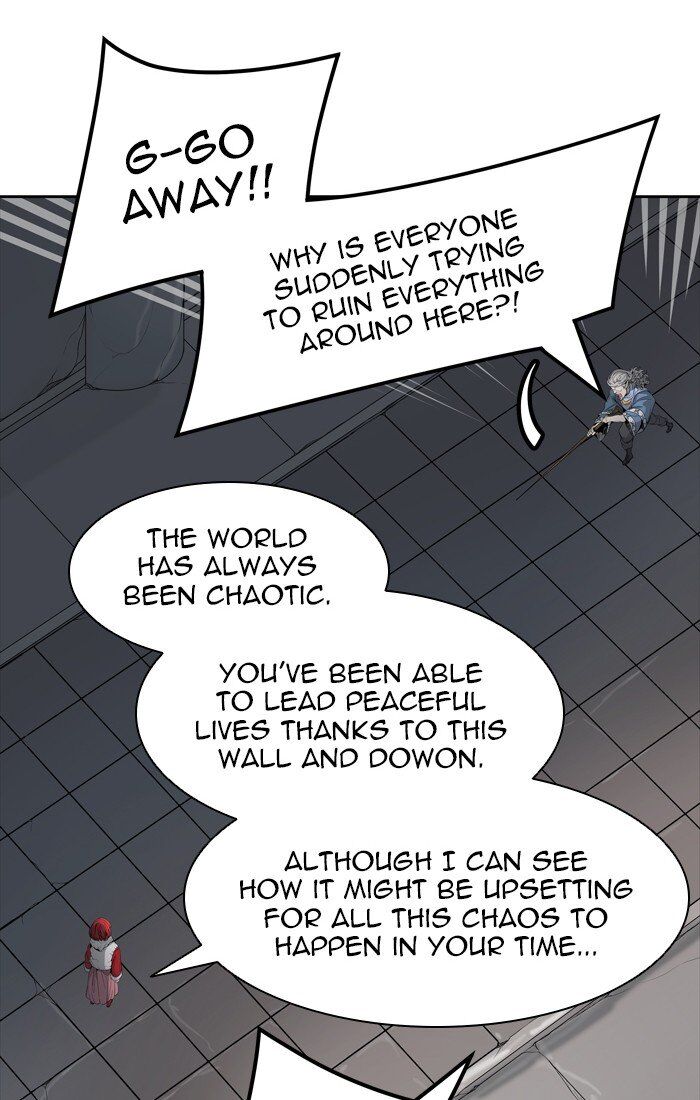 G-GO
AWAY!!
WHY IS EVERYONE
SUDDENLY TRYING
TO RUIN EVERYTHING
AROUND HERE?!
THE WORLD
HAS ALWAYS
BEEN CHAOTIC.
YOU'VE BEEN ABLE
TO LEAD PEACEFUL
LIVES THANKS TO THIS
WALL AND DOWON.
ALTHOUGH I CAN SEE
HOW IT MIGHT BE UPSETTING
FOR ALL THIS CHAOS TO
HAPPEN IN YOUR TIME...